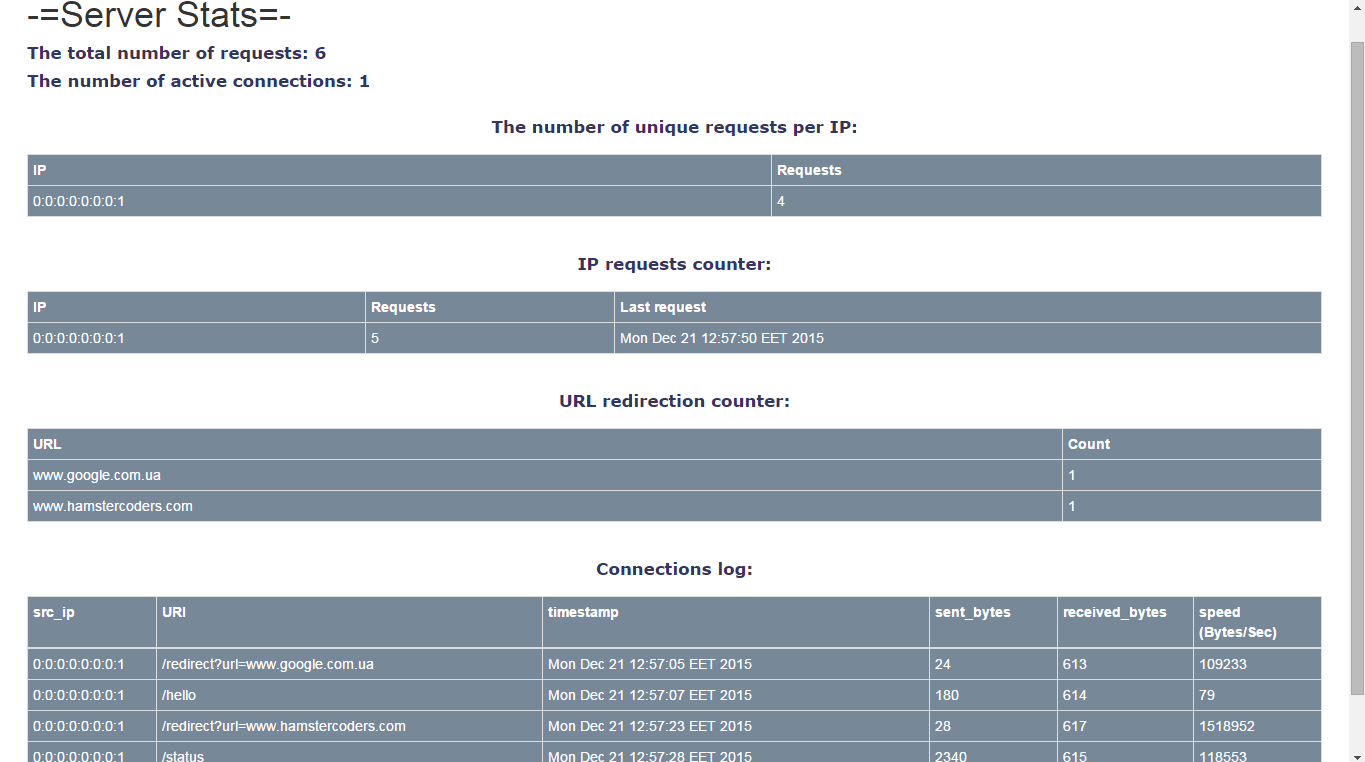 -=Server Stats=-
The total number of requests: 6
The number of active connections: 1
The number of unique requests per IP:
IP Requests
0:0:0:0:0:0:0:1 4
IP requests counter:
IP Requests Last request
0:0:0:0:0:0:0:1 5 Mon Dec 21 12:57:50 EET 2015
URL redirection counter:
URL Count
www.google.com.ua 1
www.hamstercoders.com 1
Connections log:
src_ip URI timestamp sent_bytes received_bytes speed
(Bytes/Sec)
0:0:0:0:0:0:0:1 /redirect?url=www.google.com.ua Mon Dec 21 12:57:05 EET 2015 24 613 109233
0:0:0:0:0:0:0:1 /hello Mon Dec 21 12:57:07 EET 2015 180 614 79
0:0:0:0:0:0:0:1 /redirect?url=www.hamstercoders.com Mon Dec 21 12:57:23 EET 2015 28 617 1518952
0:0:0:0:0:0:0:1 /status Mon Dec 21 12:57:28 EET 2015 2340 615 118553